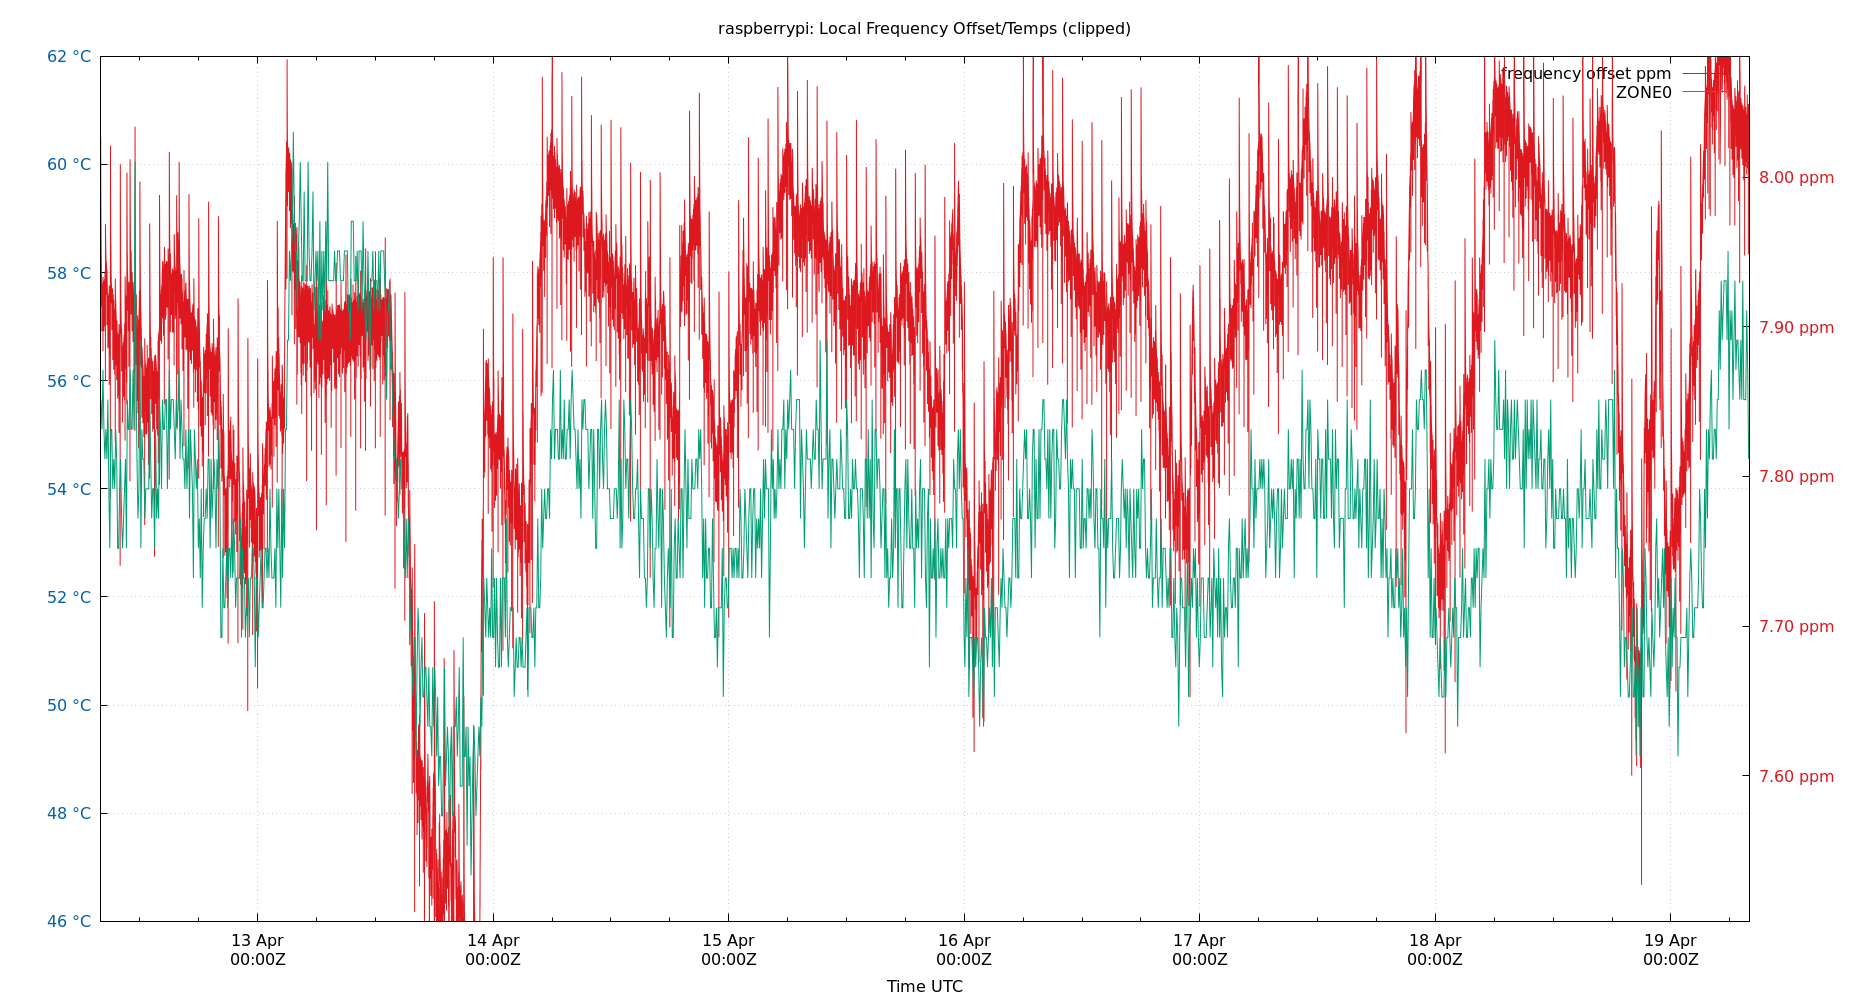 raspberrypi: Local Frequency Offset/Temps (clipped)
62 °C
60 °C
58 °C
56 °C
54 °C
52 °C
50 °C
48 °C
46 °C
frequency offset ppm
ZONE0
8.00 ppm
7.90 ppm
7.80 ppm
7.70 ppm
7.60 ppm
13 Apr
00:00Z
14 Apr
00:00Z
15 Apr
00:00Z
16 Apr
00:00Z
17 Apr
00:00Z
18 Apr
00:00Z
19 Apr
00:00Z
Time UTC